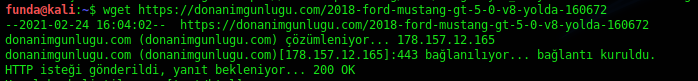 funda@kali:~$ wget https://donanimgunlugu.com/2018-ford-mustang-gt-5-0-v8-yolda-160672
--2021-02-24 16:04:02--  https://donanimgunlugu.com/2018-ford-mustang-gt-5-0-v8-yolda-160672
donanimgunlugu.com (donanimgunlugu.com) çözümleniyor... 178.157.12.165
donanimgunlugu.com (donanimgunlugu.com)[178.157.12.165]:443 bağlanılıyor... bağlantı kuruldu.
HTTP isteği gönderildi, yanıt bekleniyor... 200 OK